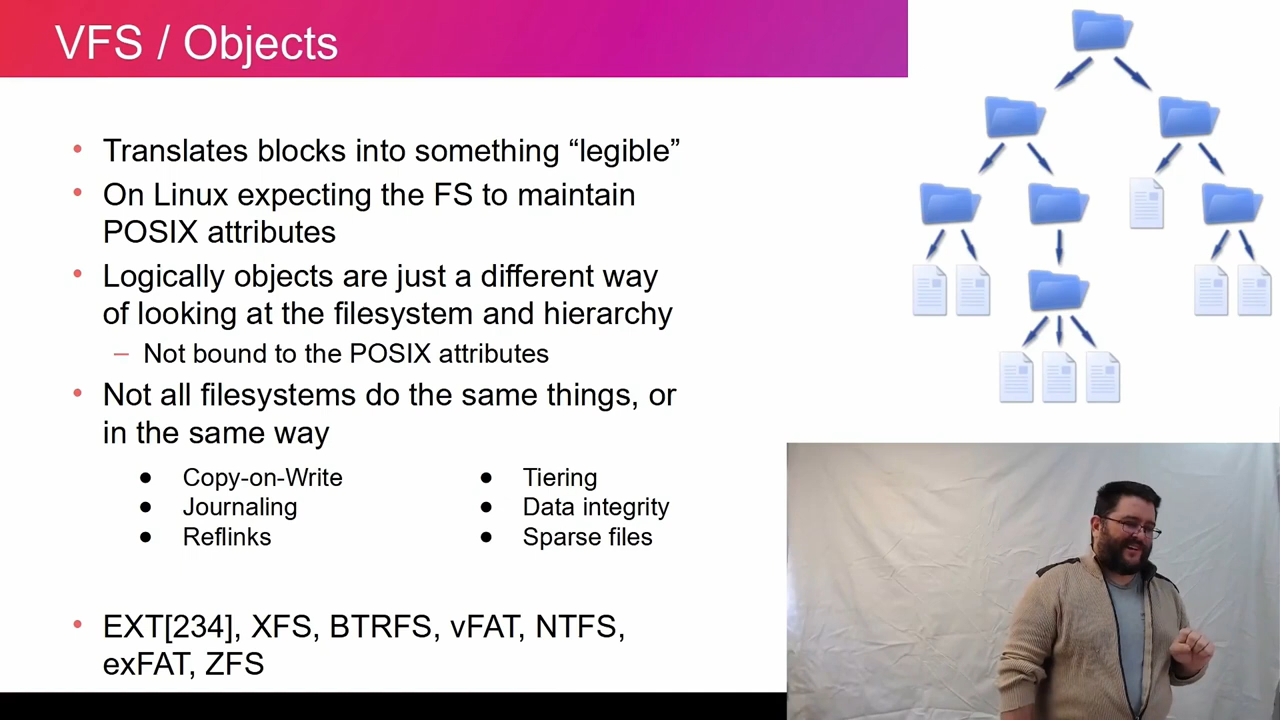 VFS / Objects
• Translates blocks into something “legible”
• On Linux expecting the FS to maintain
POSIX attributes
• Logically objects are just a different way
of looking at the filesystem and hierarchy
– Not bound to the POSIX attributes
• Not all filesystems do the same things, or
in the same way
● Copy-on-Write
● Journaling
● Reflinks
● Tiering
● Data integrity
● Sparse files
• EXT[234], XFS, BTRFS, vFAT, NTFS,
exFAT, ZFS